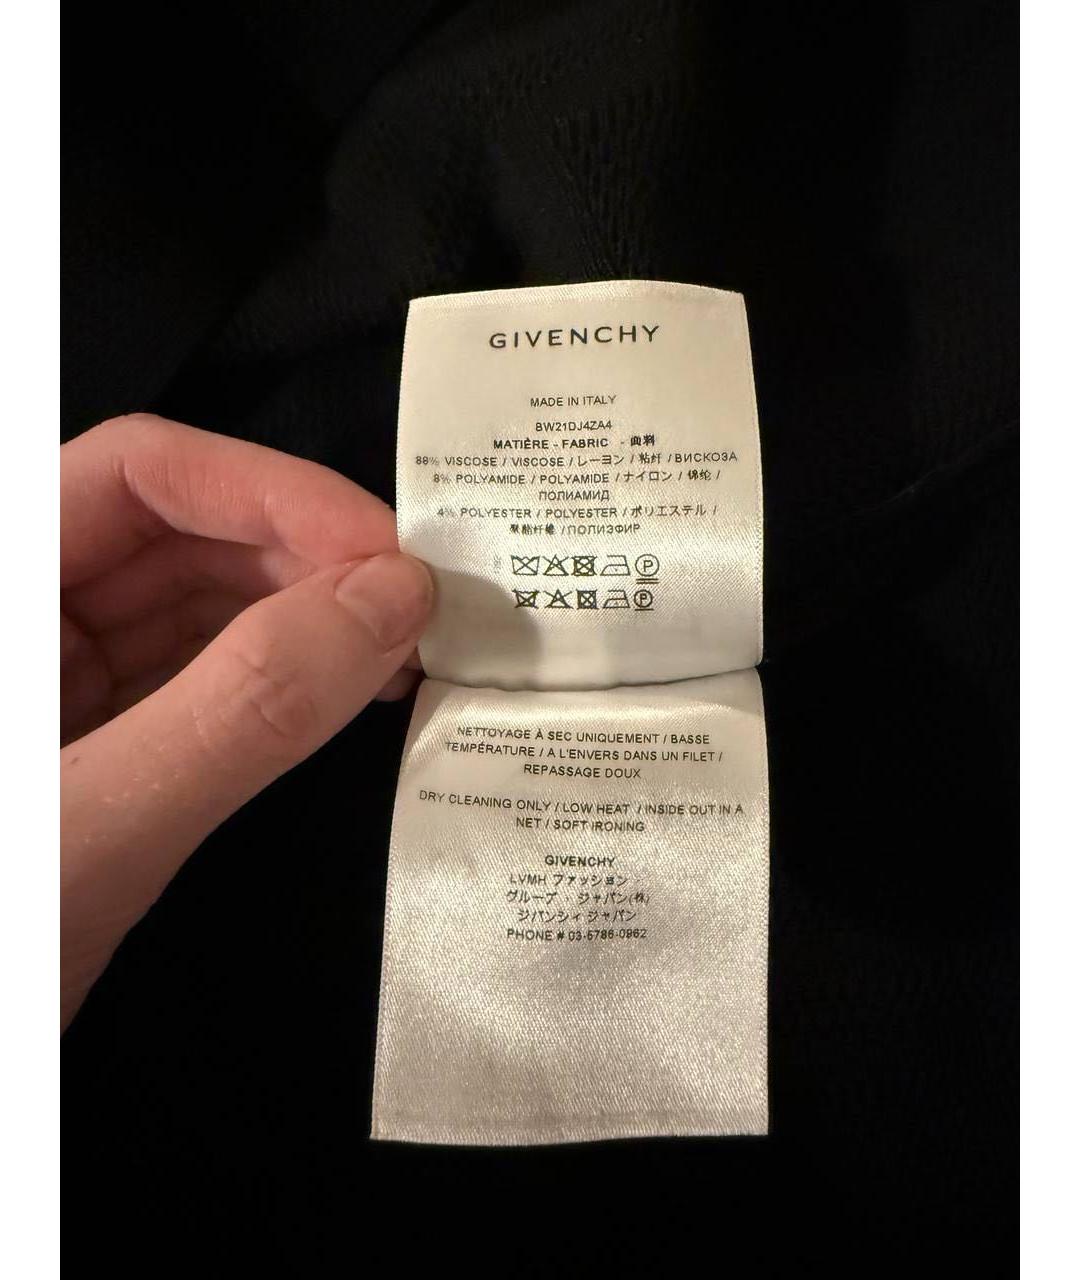 GIVENCHY
MADE IN ITALY
BW21DJ4ZA4
MATIÈRE - FABRIC - 面料
88% VISCOSE / VISCOSE / レーヨン / 粘纤 / ВИСКОЗА
8% POLYAMIDE / POLYAMIDE / ナイロン / 锦纶 /
ПОЛИАМИД
4% POLYESTER / POLYESTER / ポリエステル /
聚酯纤维 / ПОЛИЭФИР
NETTOYAGE À SEC UNIQUEMENT / BASSE
TEMPÉRATURE / A L'ENVERS DANS UN FILET /
REPASSAGE DOUX
DRY CLEANING ONLY / LOW HEAT / INSIDE OUT IN A
NET / SOFT IRONING
GIVENCHY
LVMH ファッション
グループ・ジャパン(株)
ジバンシィ ジャパン
PHONE # 03-5786-0962